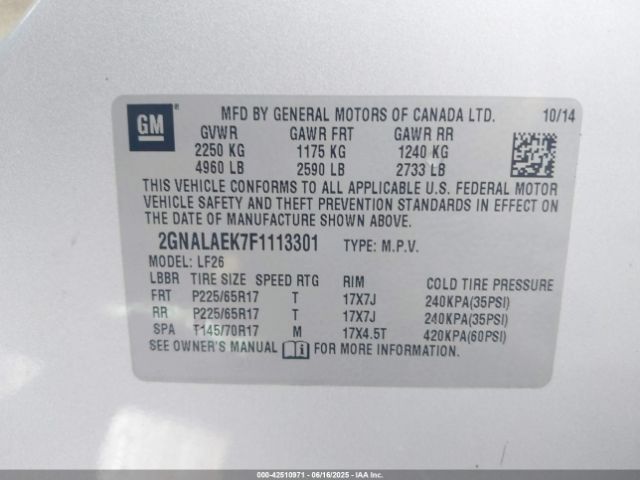 GM ®
MFD BY GENERAL MOTORS OF CANADA LTD. 10/14
GVWR GAWR FRT GAWR RR
2250 KG 1175 KG 1240 KG
4960 LB 2590 LB 2733 LB
THIS VEHICLE CONFORMS TO ALL APPLICABLE U.S. FEDERAL MOTOR
VEHICLE SAFETY AND THEFT PREVENTION STANDARDS IN EFFECT ON
THE DATE OF MANUFACTURE SHOWN ABOVE.
2GNALAEK7F1113301 TYPE: M.P.V.
MODEL: LF26
LBBR TIRE SIZE SPEED RTG RIM COLD TIRE PRESSURE
FRT P225/65R17 T 17X7J 240KPA(35PSI)
RR P225/65R17 T 17X7J 240KPA(35PSI)
SPA T145/70R17 M 17X4.5T 420KPA(60PSI)
SEE OWNER'S MANUAL FOR MORE INFORMATION.
000-42510971 - 06/16/2025 - IAAI.COM